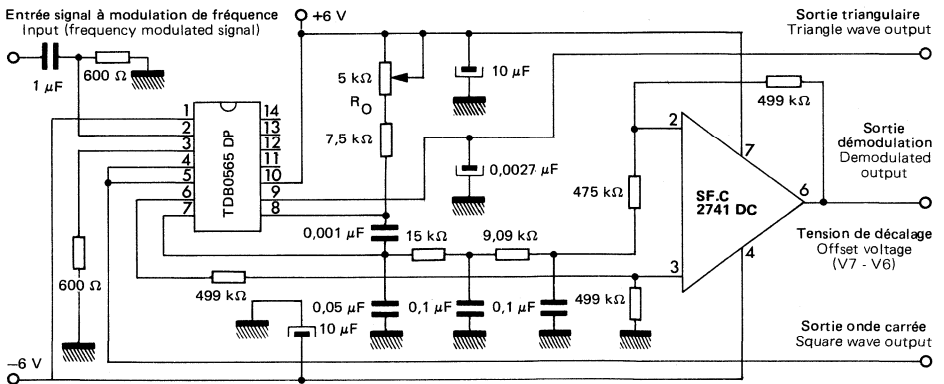 Entrée signal à modulation de fréquence
Input (frequency modulated signal)
+6 V
Sortie triangulaire
Triangle wave output
1 µF
600 Ω
5 kΩ
R_O
10 µF
499 kΩ
TDB0565 DP
1 14
2 13
3 12
4 11
5 10
6 9
7 8
7,5 kΩ
0,0027 µF
2
7
475 kΩ
SF.C
2741 DC
6
Sortie
démodulation
Demodulated
output
0,001 µF
15 kΩ
9,09 kΩ
4
3
Tension de décalage
Offset voltage
(V7 - V6)
600 Ω
499 kΩ
0,05 µF
0,1 µF
0,1 µF
499 kΩ
10 µF
Sortie onde carrée
Square wave output
−6 V